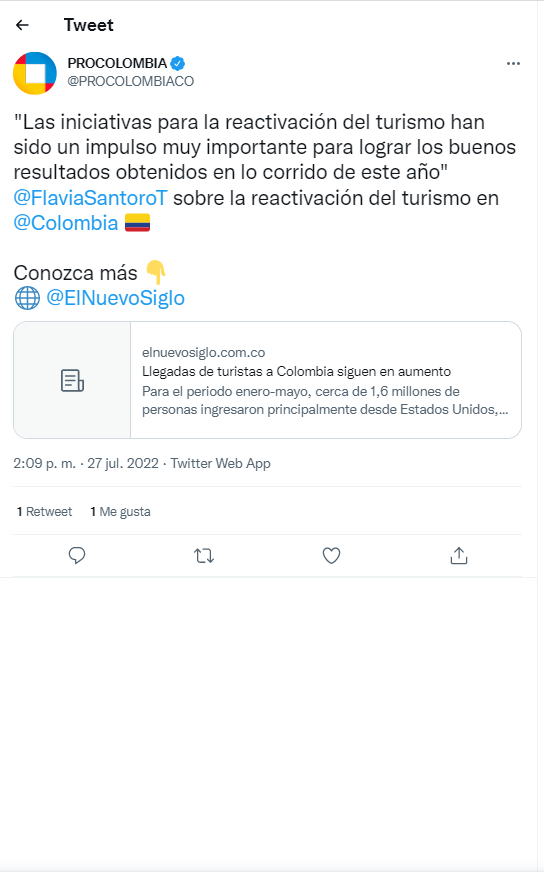 Tweet
PROCOLOMBIA
@PROCOLOMBIACO
"Las iniciativas para la reactivación del turismo han
sido un impulso muy importante para lograr los buenos
resultados obtenidos en lo corrido de este año"
@FlaviaSantoroT sobre la reactivación del turismo en
@Colombia 🇨🇴
Conozca más 👇
🌐 @ElNuevoSiglo
elnuevosiglo.com.co
Llegadas de turistas a Colombia siguen en aumento
Para el periodo enero-mayo, cerca de 1,6 millones de
personas ingresaron principalmente desde Estados Unidos,...
2:09 p. m. · 27 jul. 2022 · Twitter Web App
1 Retweet 1 Me gusta